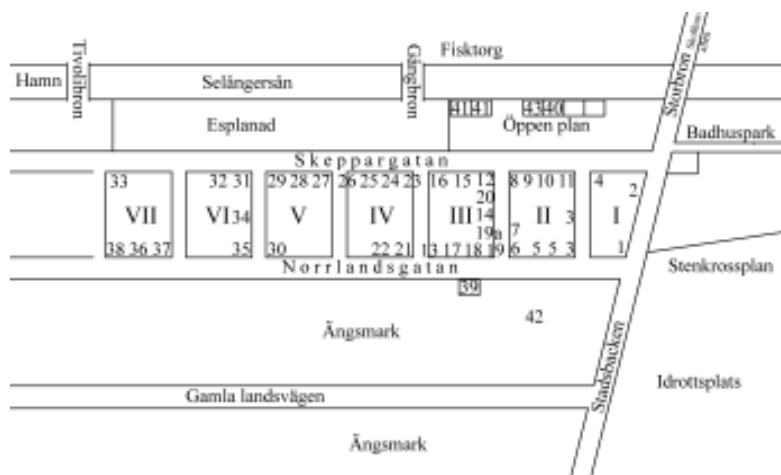 Fisktorg
Hamn
Tivolibron
Selångersån
Gångbron
Storbron
Esplanad
41 41 43 40
Öppen plan
Badhuspark
Skeppargatan
33 32 31 29 28 27 26 25 24 23 16 15 12 8 9 10 11 4
2
20
VII VI 34 V IV III 14 II 3 I
19a 7
38 36 37 35 30 22 21 13 17 18 19 6 5 5 3 1
Norrlandsgatan
Stenkrossplan
39
42
Ängsmark
Stadsbacken
Idrottsplats
Gamla landsvägen
Ängsmark